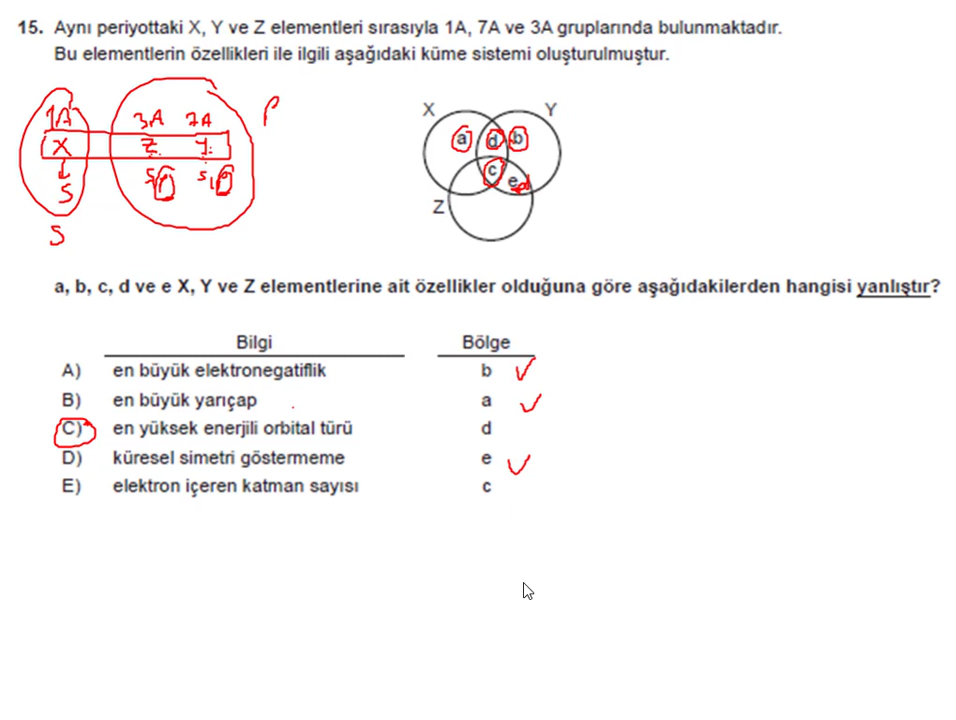 15. Aynı periyottaki X, Y ve Z elementleri sırasıyla 1A, 7A ve 3A gruplarında bulunmaktadır.
Bu elementlerin özellikleri ile ilgili aşağıdaki küme sistemi oluşturulmuştur.
1A 3A 7A P
X Z Y
S S S
S
X Y
a d b
c e
Z
a, b, c, d ve e X, Y ve Z elementlerine ait özellikler olduğuna göre aşağıdakilerden hangisi yanlıştır?
Bilgi Bölge
A) en büyük elektronegatiflik b
B) en büyük yarıçap a
C) en yüksek enerjili orbital türü d
D) küresel simetri göstermeme e
E) elektron içeren katman sayısı c